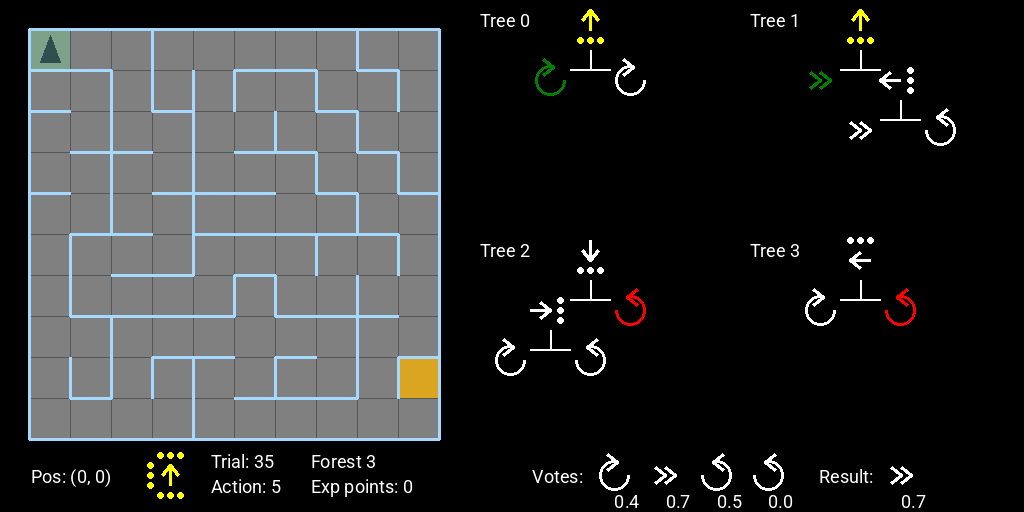 Tree 0
Tree 1
Tree 2
Tree 3
Pos: (0, 0)
Trial: 35
Forest 3
Action: 5
Exp points: 0
Votes:
0.4
0.7
0.5
0.0
Result:
0.7